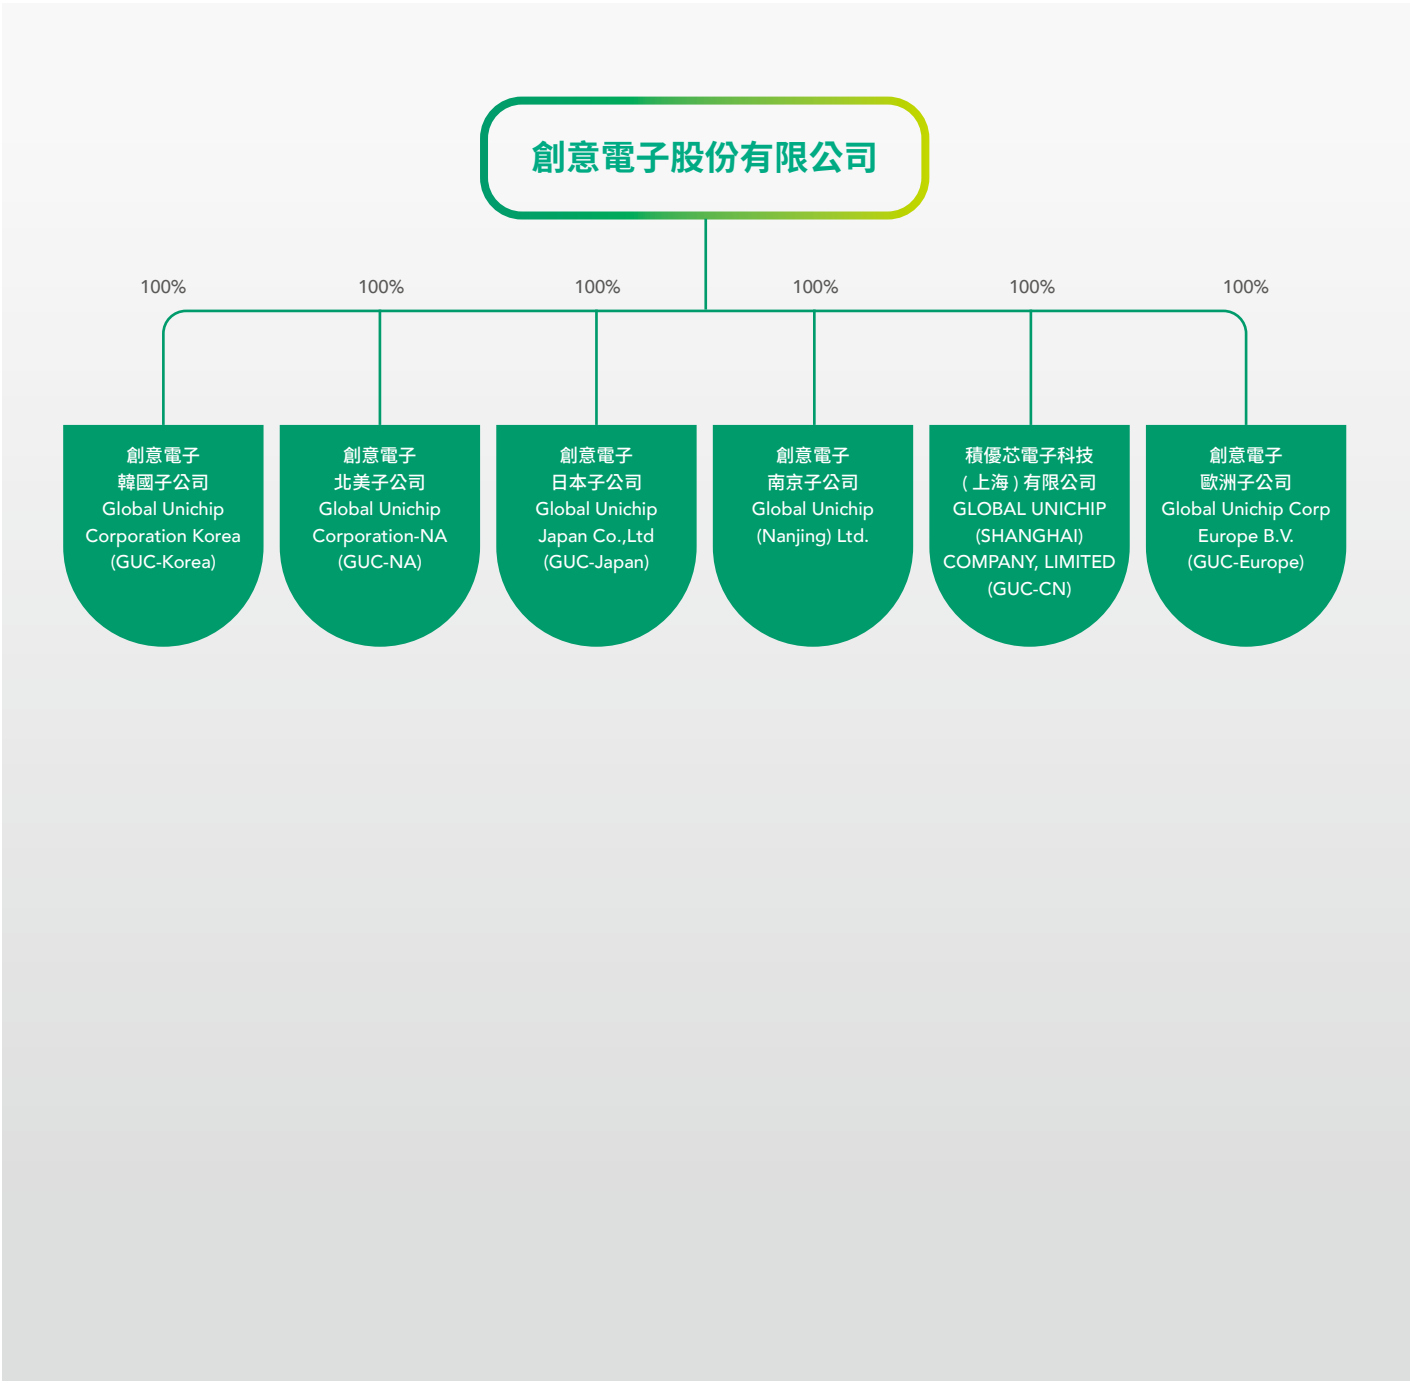 創意電子股份有限公司
100%
100%
100%
100%
100%
100%
創意電子
韓國子公司
Global Unichip
Corporation Korea
(GUC-Korea)
創意電子
北美子公司
Global Unichip
Corporation-NA
(GUC-NA)
創意電子
日本子公司
Global Unichip
Japan Co.,Ltd
(GUC-Japan)
創意電子
南京子公司
Global Unichip
(Nanjing) Ltd.
積優芯電子科技
( 上海 ) 有限公司
GLOBAL UNICHIP
(SHANGHAI)
COMPANY, LIMITED
(GUC-CN)
創意電子
歐洲子公司
Global Unichip Corp
Europe B.V.
(GUC-Europe)